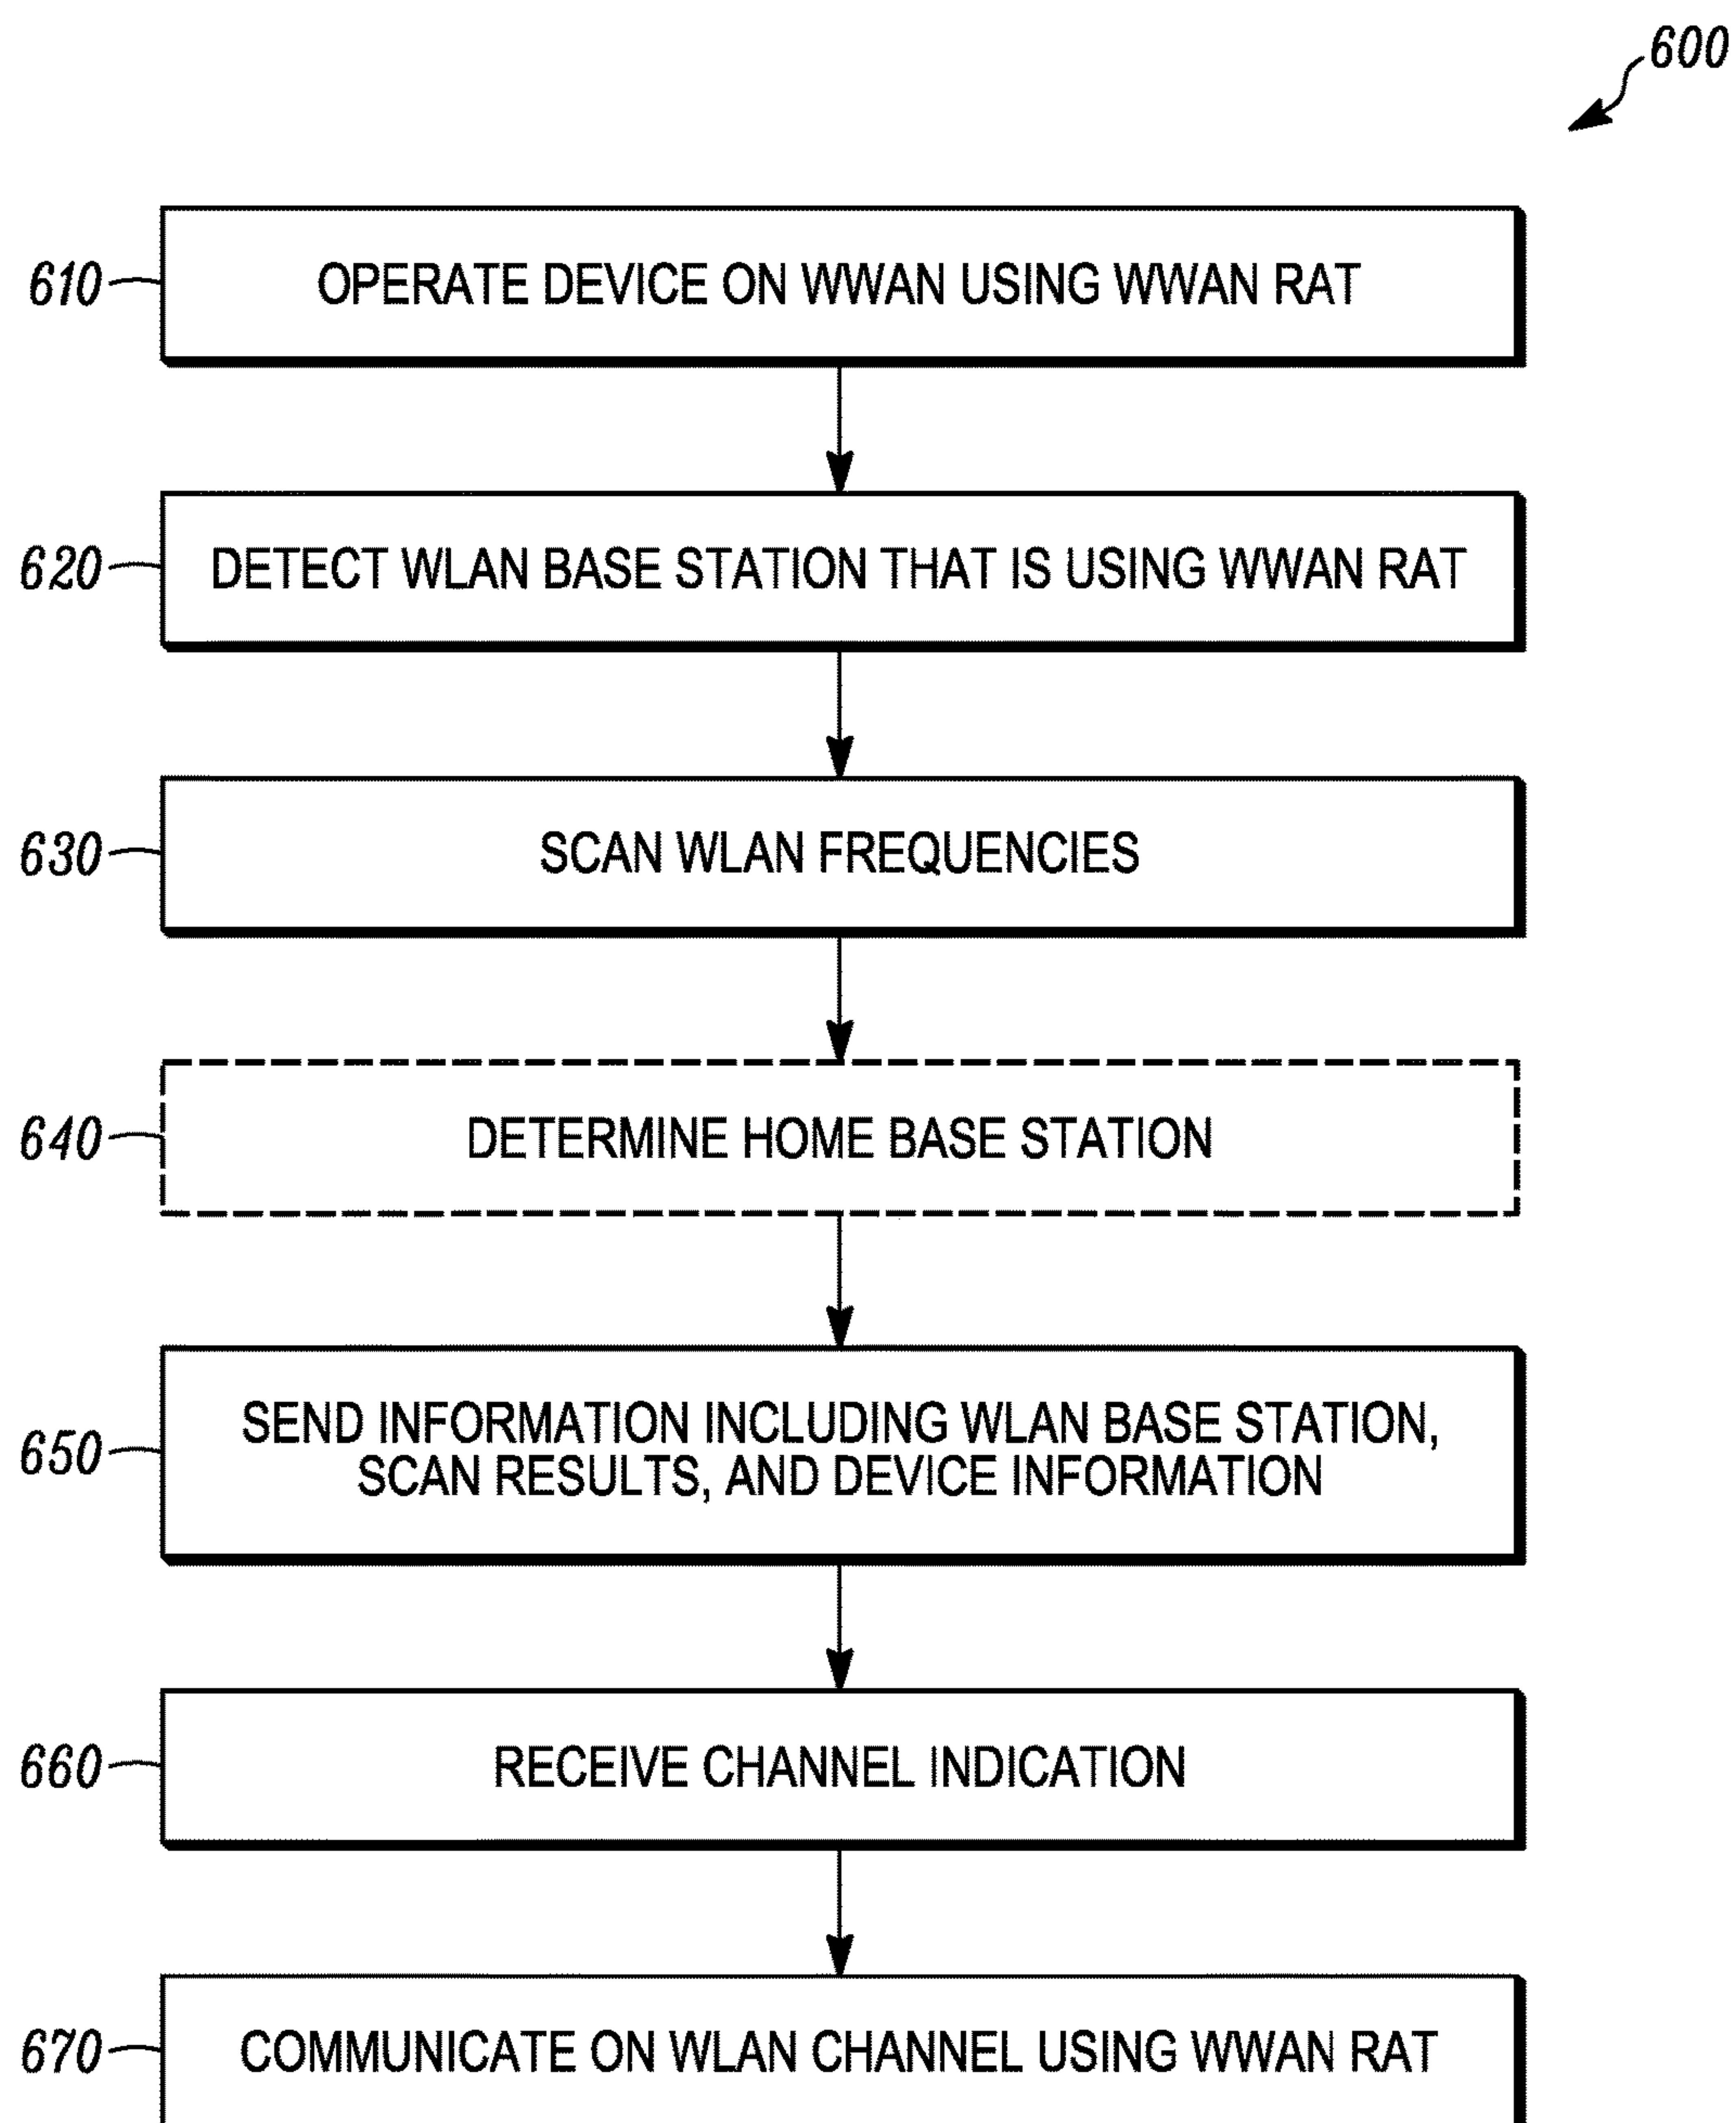 600
610
OPERATE DEVICE ON WWAN USING WWAN RAT
620
DETECT WLAN BASE STATION THAT IS USING WWAN RAT
630
SCAN WLAN FREQUENCIES
640
DETERMINE HOME BASE STATION
650
SEND INFORMATION INCLUDING WLAN BASE STATION,
SCAN RESULTS, AND DEVICE INFORMATION
660
RECEIVE CHANNEL INDICATION
670
COMMUNICATE ON WLAN CHANNEL USING WWAN RAT